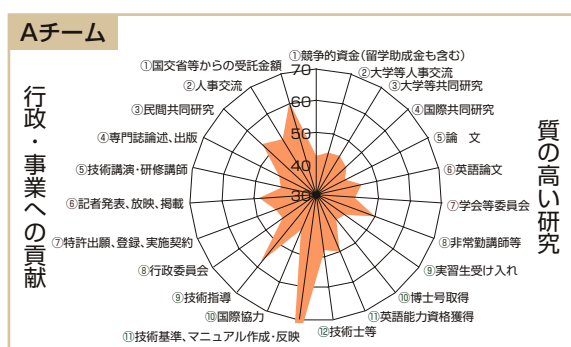 Aチーム
行政・事業への貢献
質の高い研究
①競争的資金(留学助成金も含む)
②大学等人事交流
③大学等共同研究
④国際共同研究
⑤論　文
⑥英語論文
⑦学会等委員会
⑧非常勤講師等
⑨実習生受け入れ
⑩博士号取得
⑪英語能力資格獲得
⑫技術士等
①国交省等からの受託金額
②人事交流
③民間共同研究
④専門誌論述、出版
⑤技術講演・研修講師
⑥記者発表、放映、掲載
⑦特許出願、登録、実施契約
⑧行政委員会
⑨技術指導
⑩国際協力
⑪技術基準、マニュアル作成・反映
70
60
50
40
30